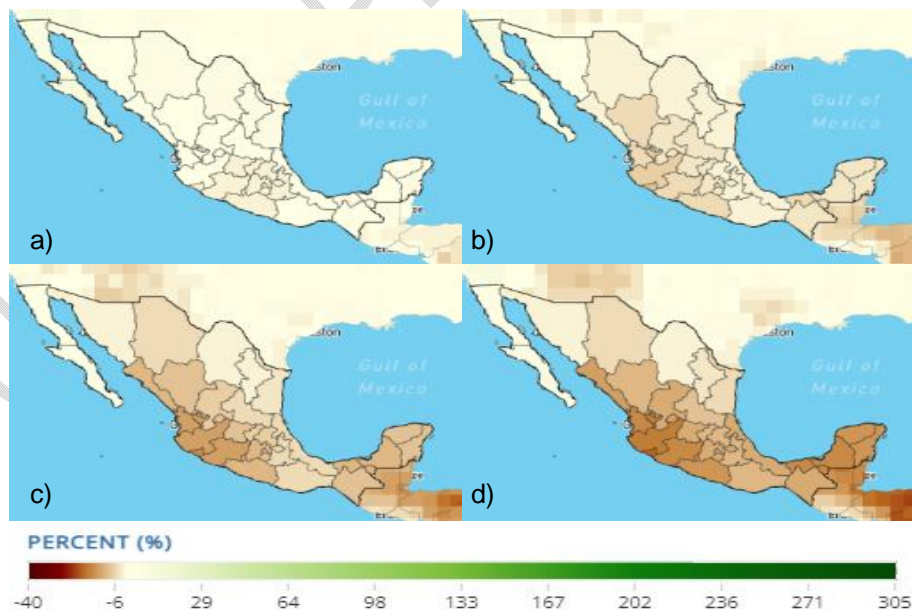 a)
b)
Gulf of
Mexico
Gulf of
Mexico
c)
d)
Gulf of
Mexico
Gulf of
Mexico
PERCENT (%)
-40 -6 29 64 98 133 167 202 236 271 305